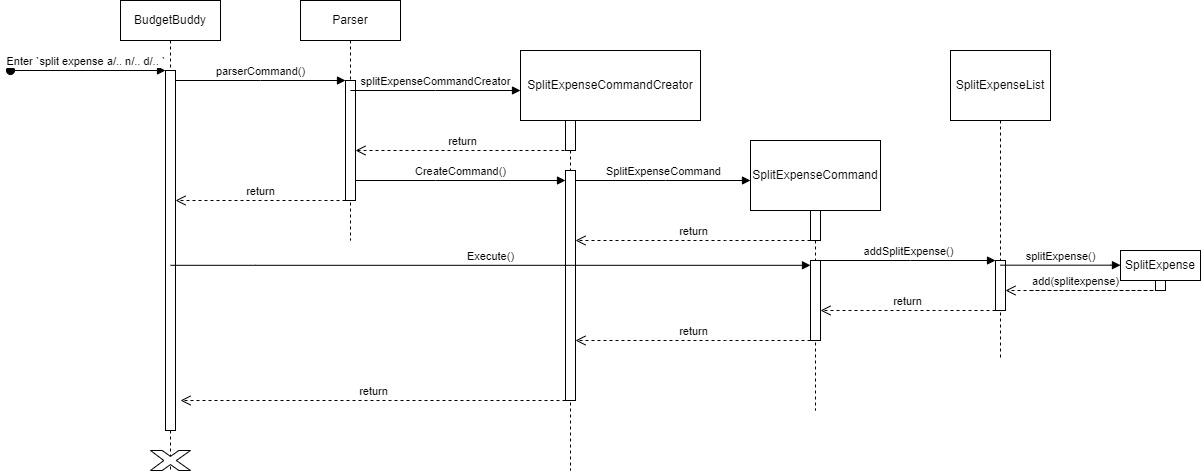 BudgetBuddy
Parser
Enter `split expense a/.. n/.. d/.. `
parserCommand()
splitExpenseCommandCreator
SplitExpenseCommandCreator
SplitExpenseList
return
CreateCommand()
SplitExpenseCommand
SplitExpenseCommand
return
return
Execute()
addSplitExpense()
splitExpense()
SplitExpense
add(splitexpense)
return
return
return